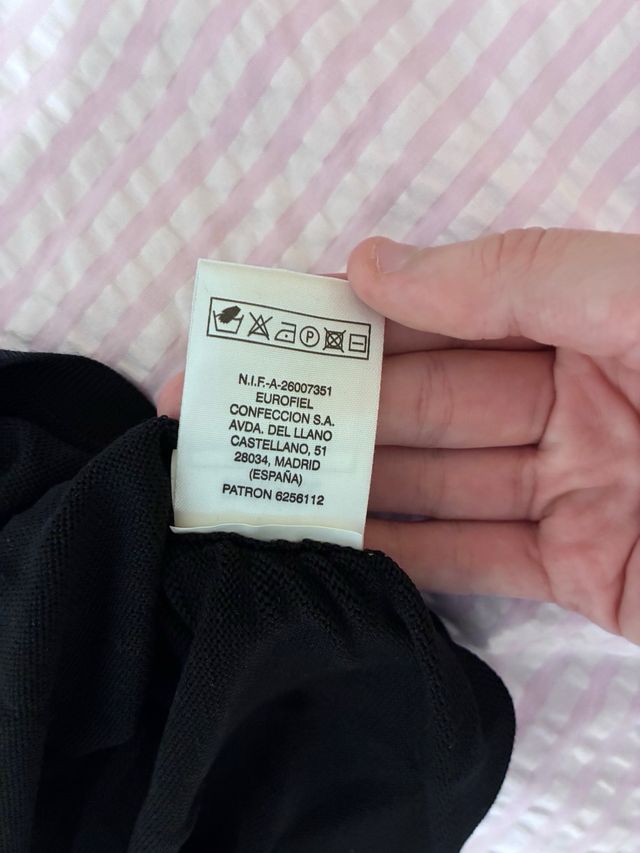 P
N.I.F.-A-26007351
EUROFIEL
CONFECCION S.A.
AVDA. DEL LLANO
CASTELLANO, 51
28034, MADRID
(ESPAÑA)
PATRON 6256112